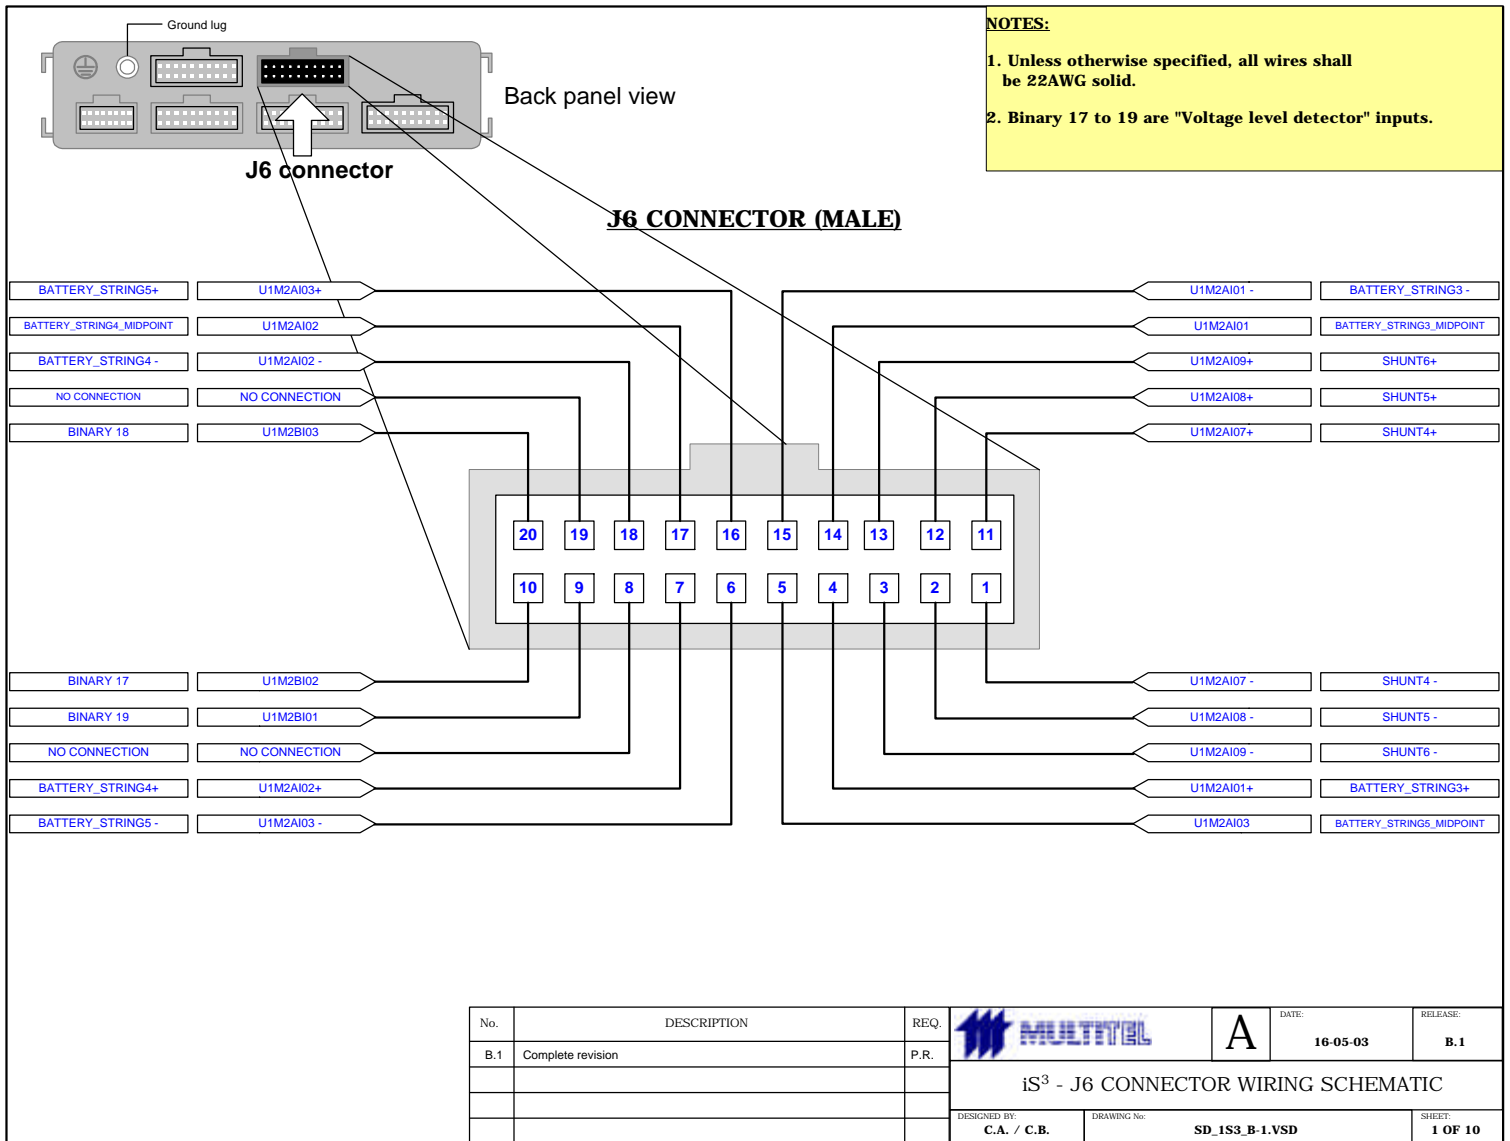 Ground lug
Back panel view
J6 connector
NOTES:
1. Unless otherwise specified, all wires shall
be 22AWG solid.
2. Binary 17 to 19 are "Voltage level detector" inputs.
J6 CONNECTOR (MALE)
BATTERY_STRING5+ U1M2AI03+
BATTERY_STRING4_MIDPOINT U1M2AI02
BATTERY_STRING4 - U1M2AI02 -
NO CONNECTION NO CONNECTION
BINARY 18 U1M2BI03
U1M2AI01 - BATTERY_STRING3 -
U1M2AI01 BATTERY_STRING3_MIDPOINT
U1M2AI09+ SHUNT6+
U1M2AI08+ SHUNT5+
U1M2AI07+ SHUNT4+
20 19 18 17 16 15 14 13 12 11
10 9 8 7 6 5 4 3 2 1
BINARY 17 U1M2BI02
BINARY 19 U1M2BI01
NO CONNECTION NO CONNECTION
BATTERY_STRING4+ U1M2AI02+
BATTERY_STRING5 - U1M2AI03 -
U1M2AI07 - SHUNT4 -
U1M2AI08 - SHUNT5 -
U1M2AI09 - SHUNT6 -
U1M2AI01+ BATTERY_STRING3+
U1M2AI03 BATTERY_STRING5_MIDPOINT
No. DESCRIPTION REQ.
B.1 Complete revision P.R.
MULTITEL
A
DATE:
16-05-03
RELEASE:
B.1
iS³ - J6 CONNECTOR WIRING SCHEMATIC
DESIGNED BY:
C.A. / C.B.
DRAWING No:
SD_1S3_B-1.VSD
SHEET:
1 OF 10